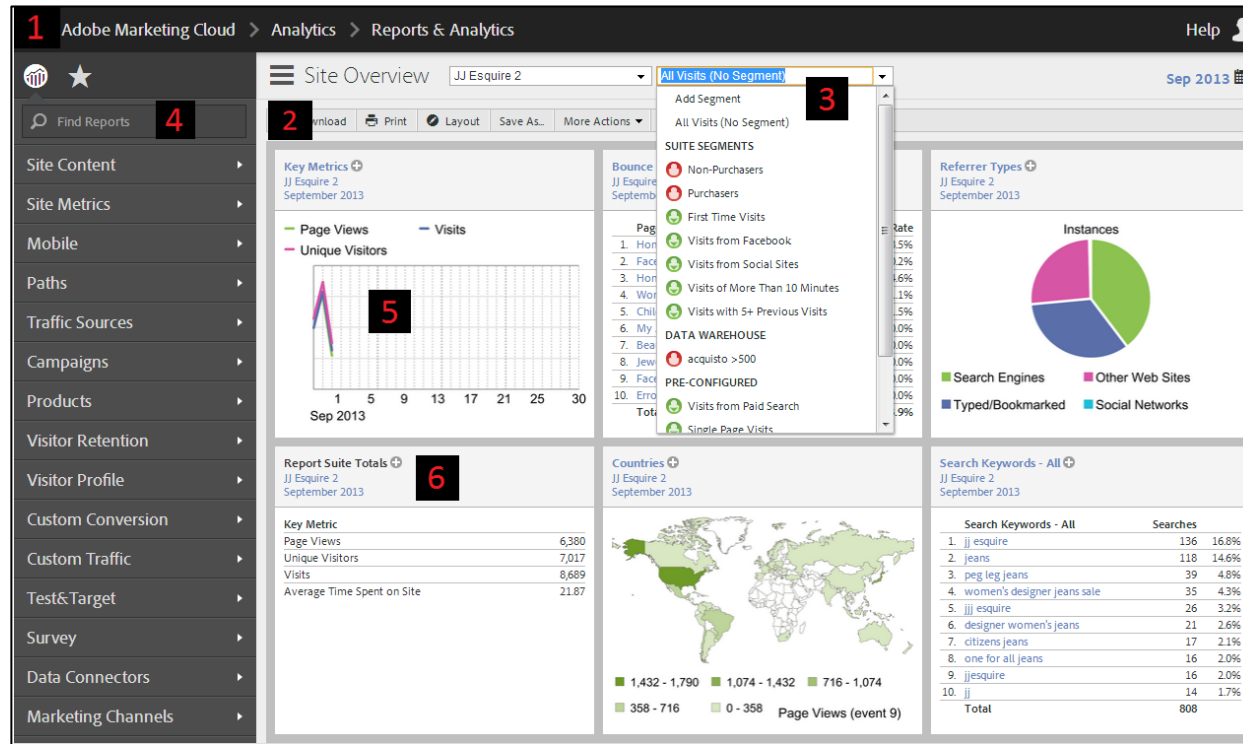 1 Adobe Marketing Cloud > Analytics > Reports & Analytics Help
Find Reports 4
Site Content
Site Metrics
Mobile
Paths
Traffic Sources
Campaigns
Products
Visitor Retention
Visitor Profile
Custom Conversion
Custom Traffic
Test&Target
Survey
Data Connectors
Marketing Channels
Site Overview JJ Esquire 2 All Visits (No Segment) Sep 2013
2 Print Layout Save As... More Actions
3
Add Segment
All Visits (No Segment)
SUITE SEGMENTS
Non-Purchasers
Purchasers
First Time Visits
Visits from Facebook
Visits from Social Sites
Visits of More Than 10 Minutes
Visits with 5+ Previous Visits
DATA WAREHOUSE
acquisto >500
PRE-CONFIGURED
Visits from Paid Search
Single Page Visits
Key Metrics
JJ Esquire 2
September 2013
Page Views Visits
Unique Visitors
5
1 5 9 13 17 21 25 30
Sep 2013
Bounce
Rate
1.
2.
3.
4.
5.
6. My
7.
8.
9.
10.
Referrer Types
JJ Esquire 2
September 2013
Instances
Search Engines Other Web Sites
Typed/Bookmarked Social Networks
Report Suite Totals 6
JJ Esquire 2
September 2013
Key Metric
Page Views 6,380
Unique Visitors 7,017
Visits 8,689
Average Time Spent on Site 21.87
Countries
JJ Esquire 2
September 2013
1,432 - 1,790 1,074 - 1,432 716 - 1,074
358 - 716 0 - 358 Page Views (event 9)
Search Keywords - All
JJ Esquire 2
September 2013
Search Keywords - All Searches
1. jj esquire 136 16.8%
2. jeans 118 14.6%
3. peg leg jeans 39 4.8%
4. women's designer jeans sale 35 4.3%
5. jjj esquire 26 3.2%
6. designer women's jeans 21 2.6%
7. citizens jeans 17 2.1%
8. one for all jeans 16 2.0%
9. jjesquire 16 2.0%
10. jj 14 1.7%
Total 808